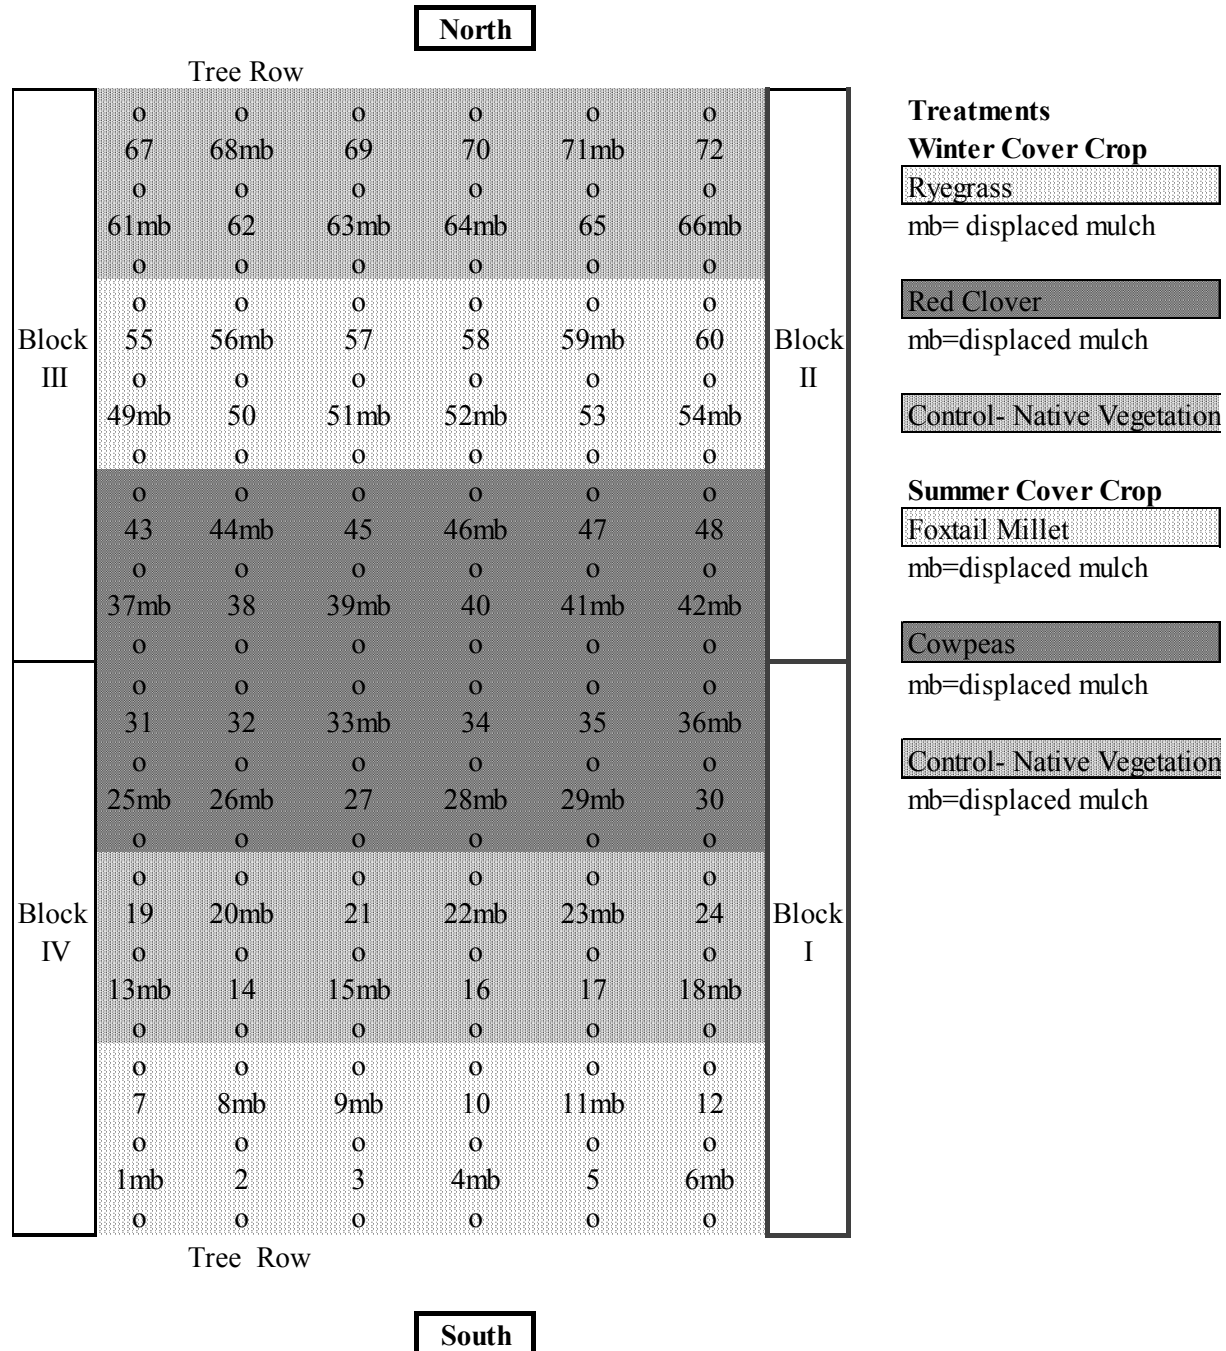 North
Tree Row
o o o o o o
67 68mb 69 70 71mb 72
o o o o o o
61mb 62 63mb 64mb 65 66mb
o o o o o o
o o o o o o
Block 55 56mb 57 58 59mb 60 Block
III o o o o o o II
49mb 50 51mb 52mb 53 54mb
o o o o o o
o o o o o o
43 44mb 45 46mb 47 48
o o o o o o
37mb 38 39mb 40 41mb 42mb
o o o o o o
o o o o o o
31 32 33mb 34 35 36mb
o o o o o o
25mb 26mb 27 28mb 29mb 30
o o o o o o
o o o o o o
Block 19 20mb 21 22mb 23mb 24 Block
IV o o o o o o I
13mb 14 15mb 16 17 18mb
o o o o o o
o o o o o o
7 8mb 9mb 10 11mb 12
o o o o o o
1mb 2 3 4mb 5 6mb
o o o o o o
Tree Row
South
Treatments
Winter Cover Crop
Ryegrass
mb= displaced mulch
Red Clover
mb=displaced mulch
Control- Native Vegetation
Summer Cover Crop
Foxtail Millet
mb=displaced mulch
Cowpeas
mb=displaced mulch
Control- Native Vegetation
mb=displaced mulch